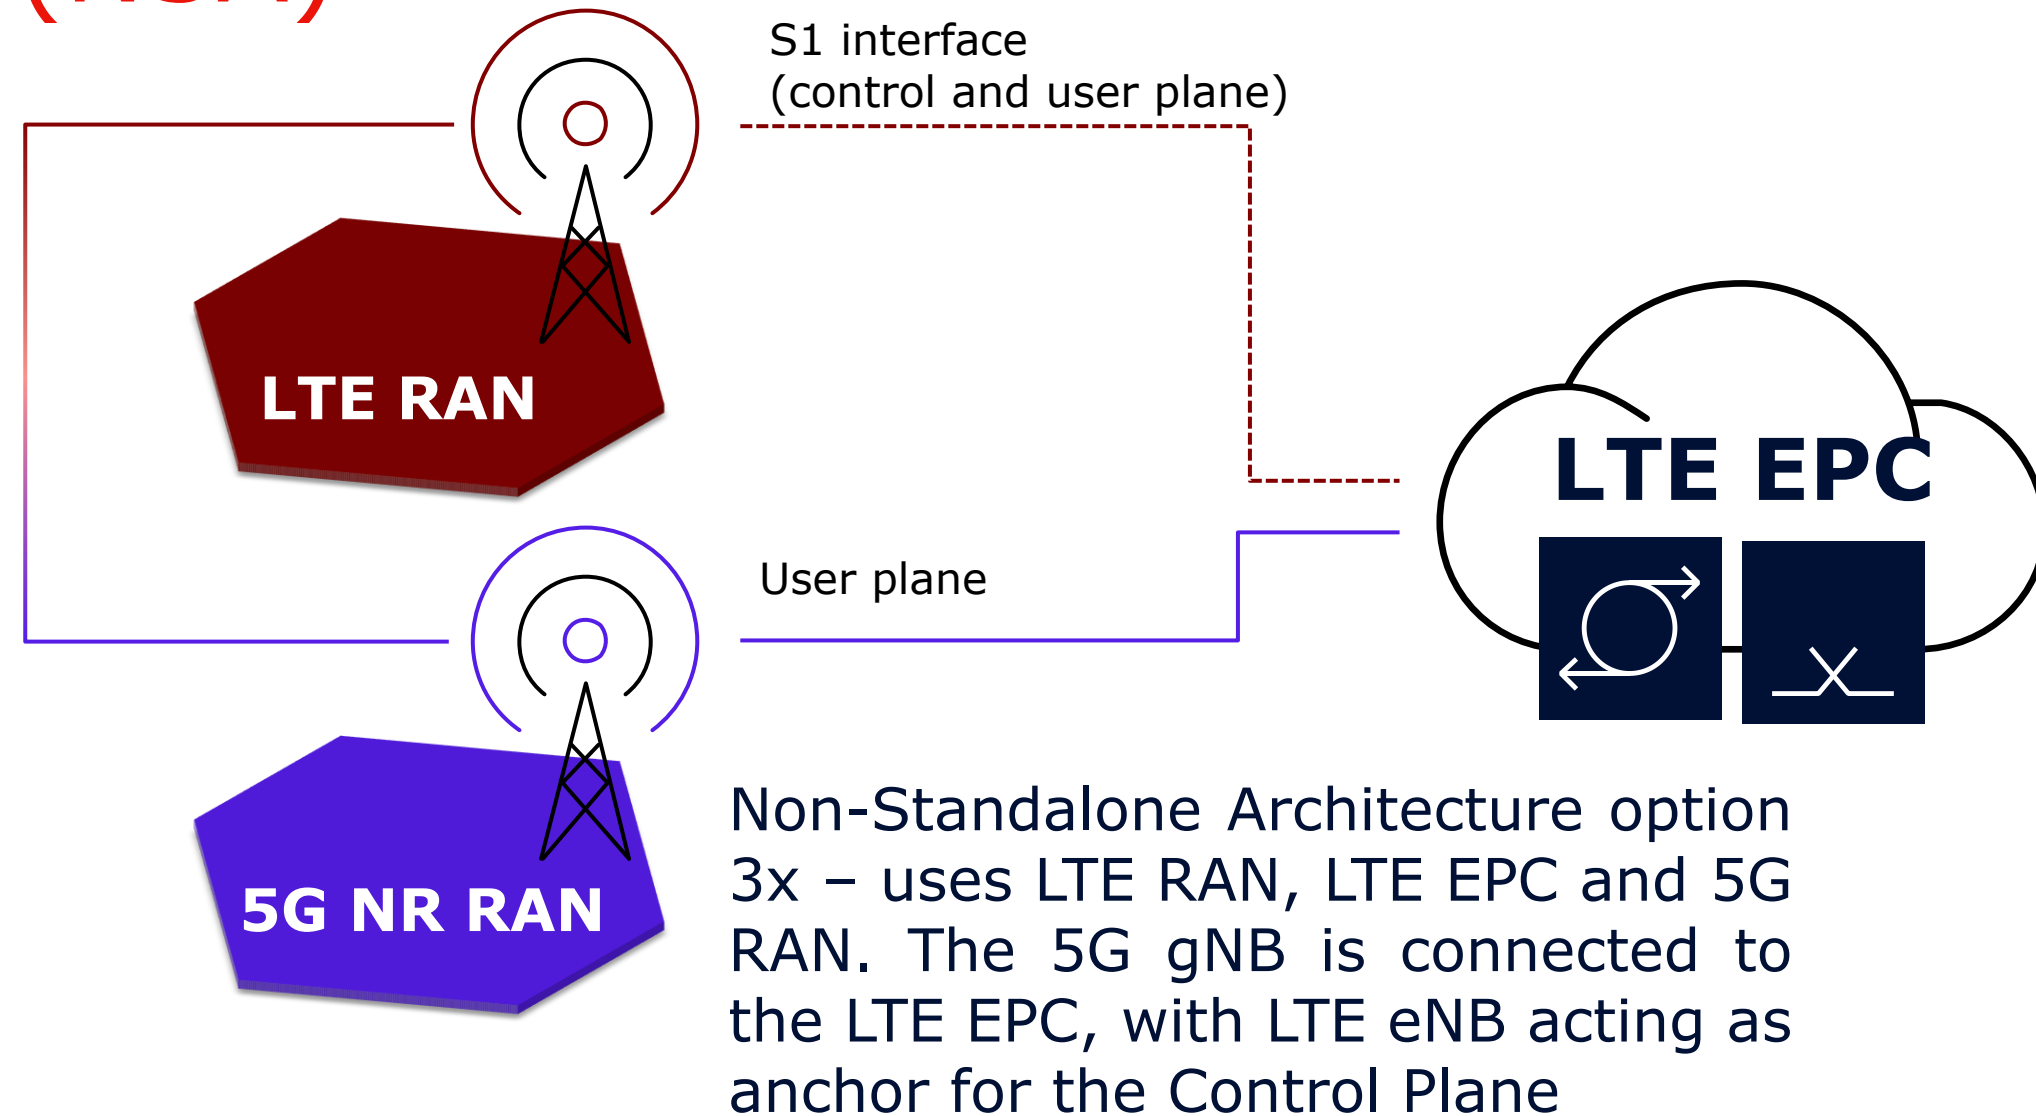 (NSA)
S1 interface
(control and user plane)
LTE RAN
LTE EPC
User plane
5G NR RAN
Non-Standalone Architecture option
3x – uses LTE RAN, LTE EPC and 5G
RAN. The 5G gNB is connected to
the LTE EPC, with LTE eNB acting as
anchor for the Control Plane